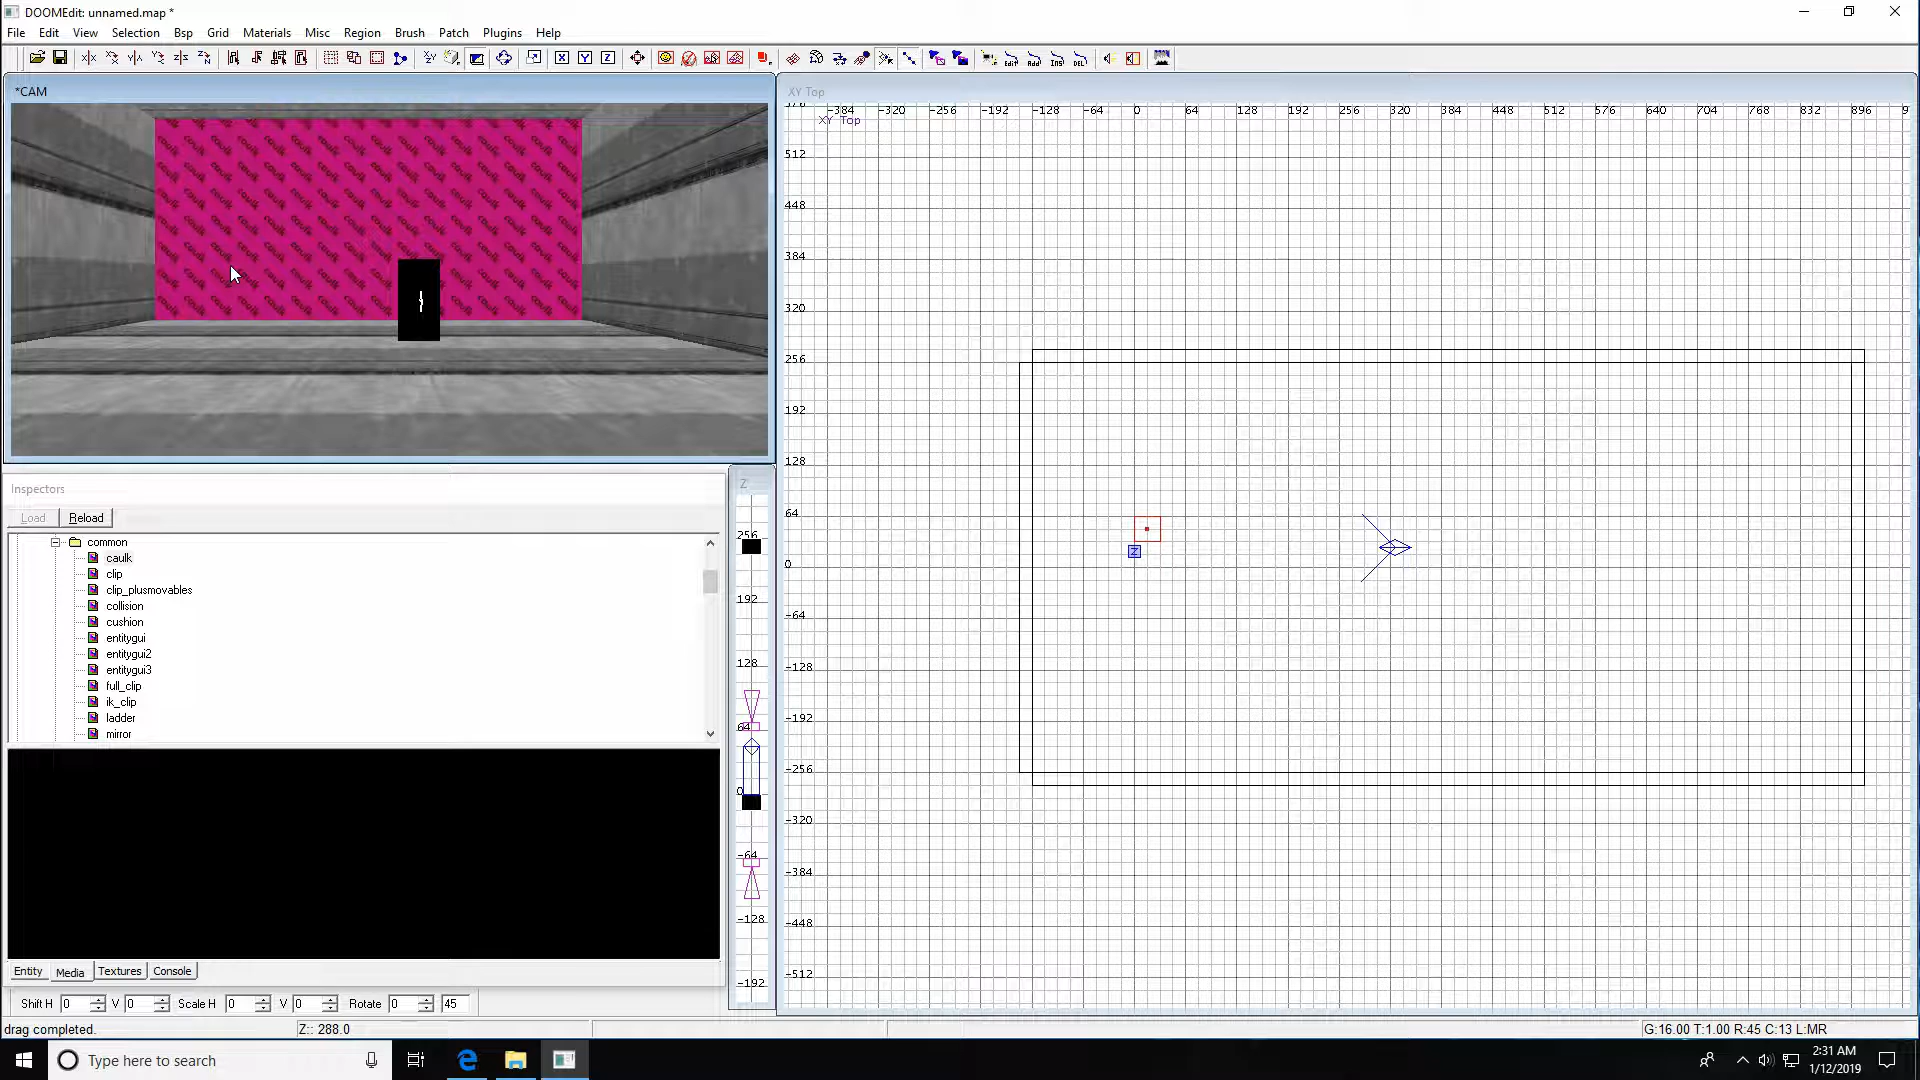 DOOMEdit: unnamed.map *
File Edit View Selection Bsp Grid Materials Misc Region Brush Patch Plugins Help
*CAM
XY Top
-384 -320 -256 -192 -128 -64 0 64 128 192 256 320 384 448 512 576 640 704 768 832 896 9
XY Top
512
448
384
320
256
192
128
64
0
-64
-128
-192
-256
-320
-384
-448
-512
caulk
Inspectors
Load Reload
common
caulk
clip
clip_plusmovables
collision
cushion
entitygui
entitygui2
entitygui3
full_clip
ik_clip
ladder
mirror
Z
256
192
128
64
0
-64
-128
-192
Z
Entity Media Textures Console
Shift H 0 V 0 Scale H 0 V 0 Rotate 0 45
drag completed. Z:: 288.0 G:16.00 T:1.00 R:45 C:13 L:MR
Type here to search
2:31 AM
1/12/2019